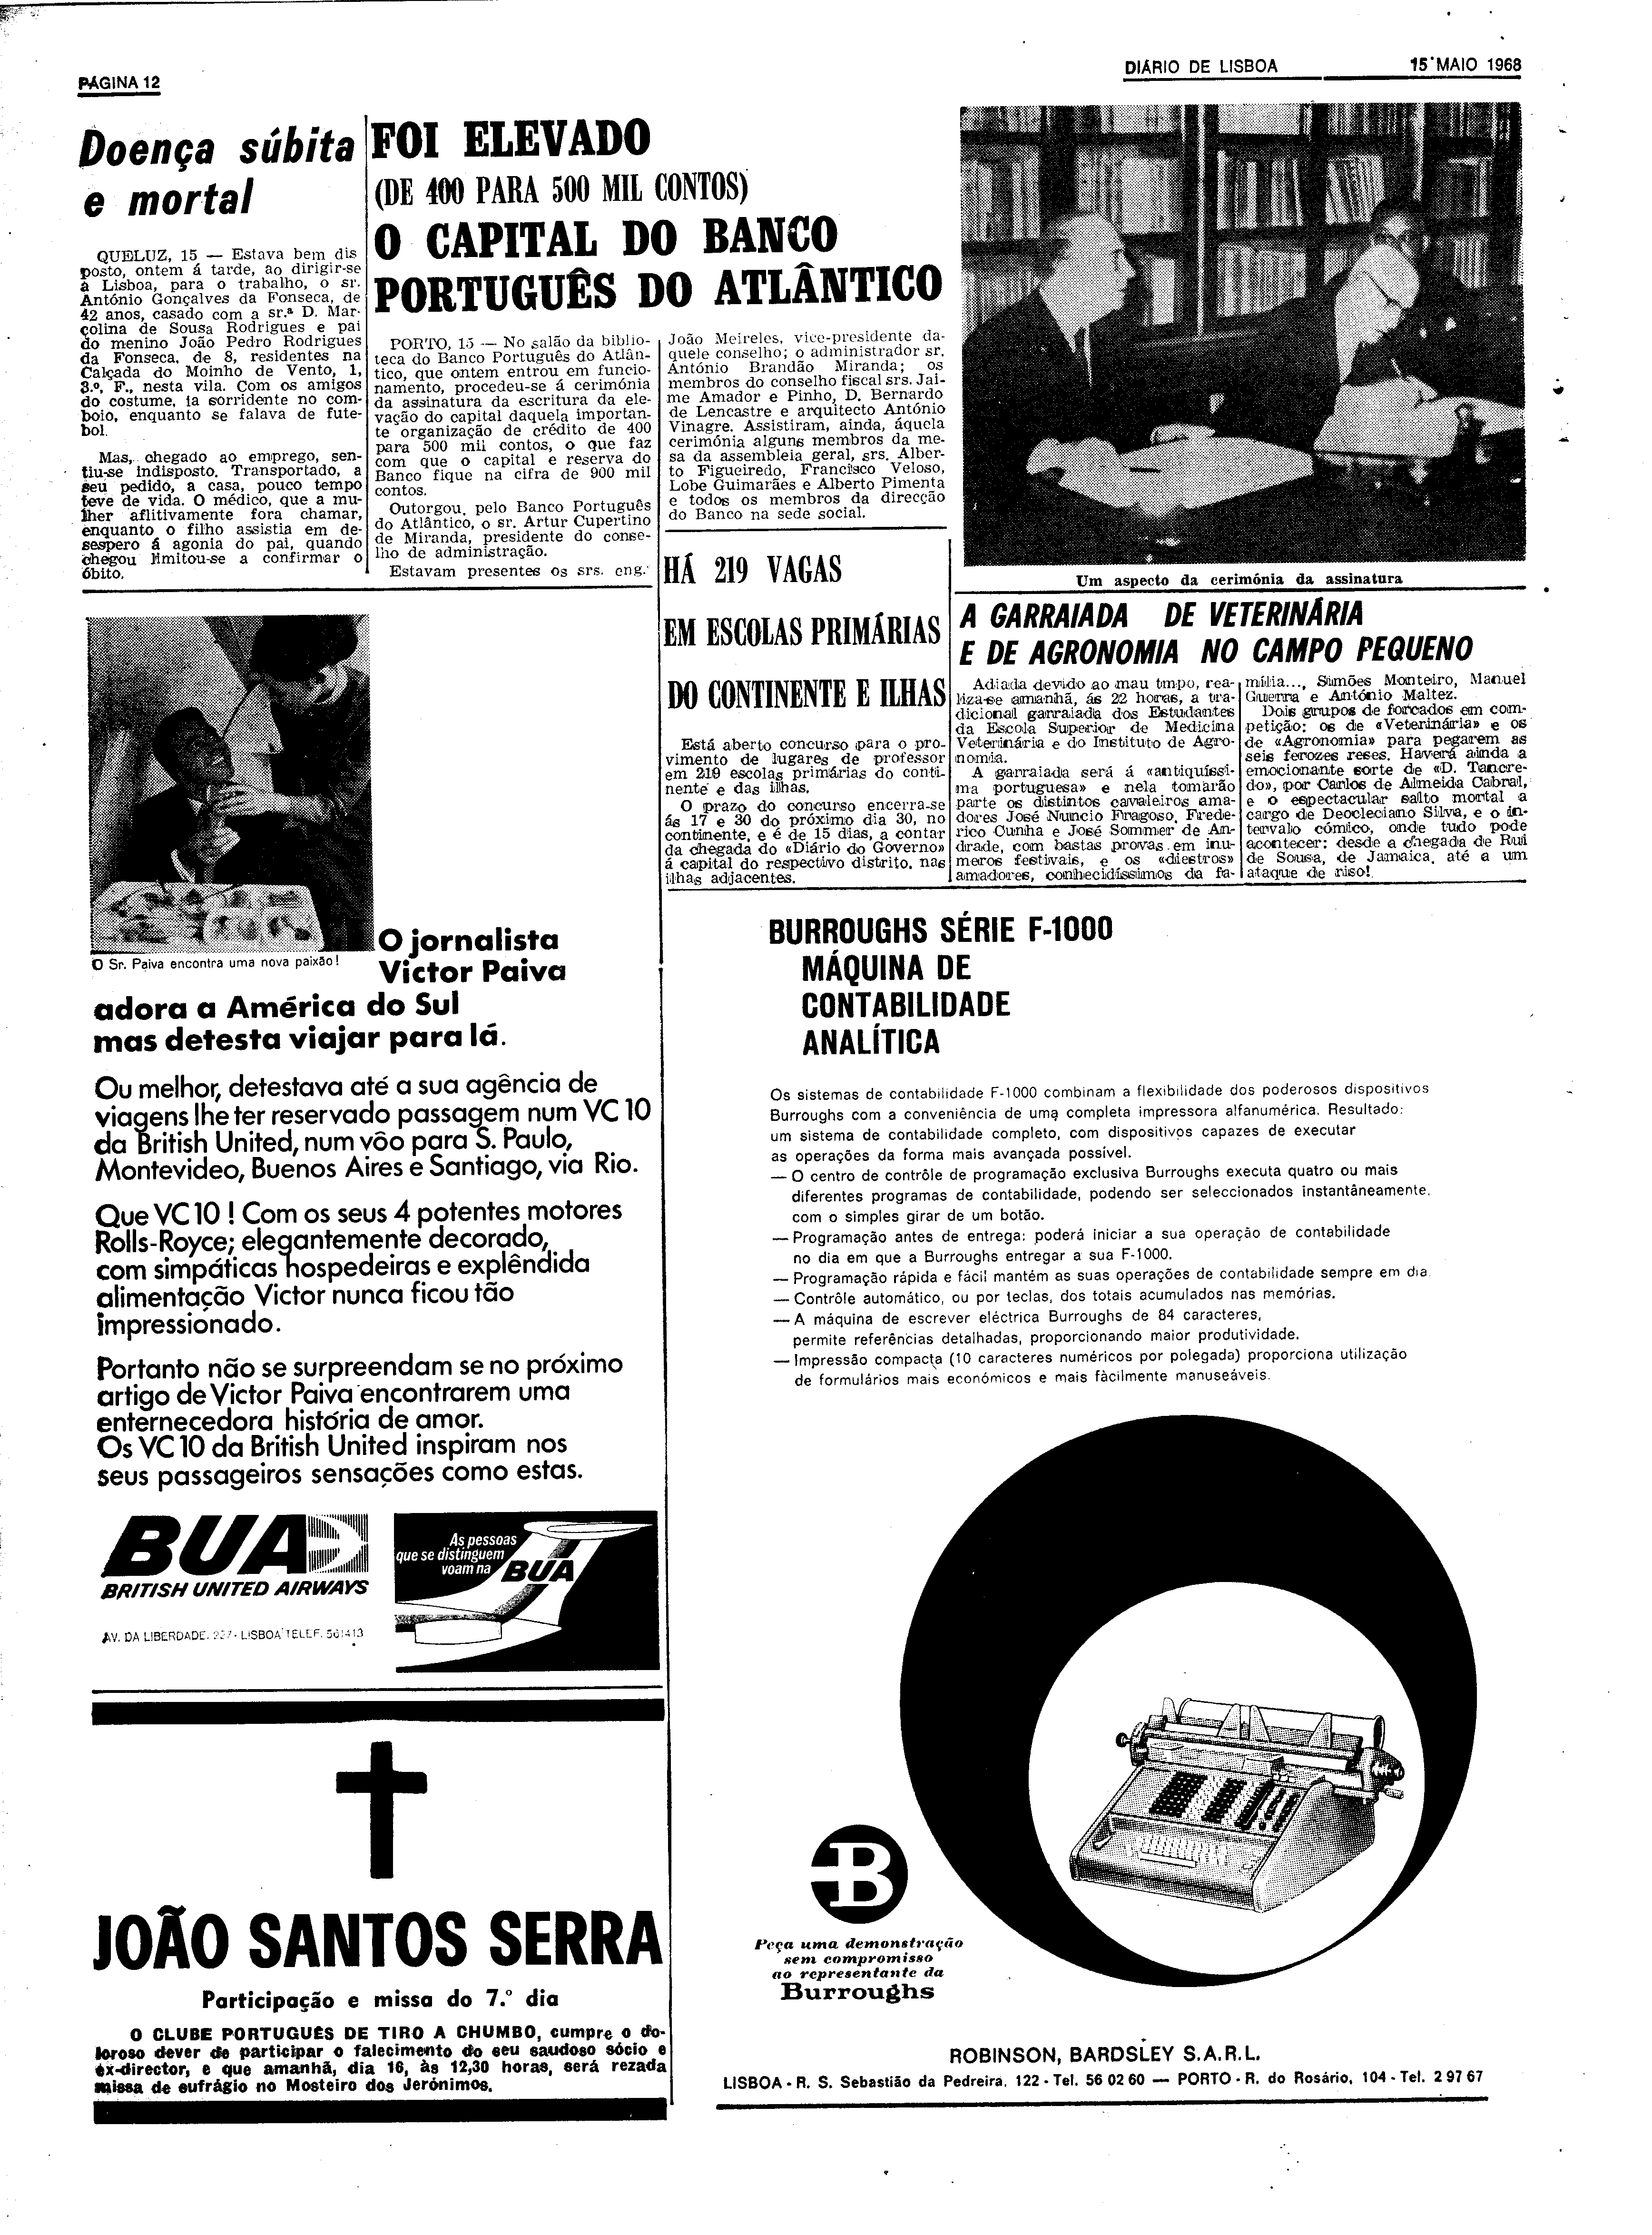 PÁGINA 12
DIÁRIO DE LISBOA
15 MAIO 1968
Doença súbita
e mortal
QUELUZ, 15 — Estava bem dis
posto, ontem á tarde, ao dirigir-se
à Lisboa, para o trabalho, o sr.
António Gonçalves da Fonseca, de
42 anos, casado com a sr.ª D. Mar-
çolina de Sousa Rodrigues e pai
do menino João Pedro Rodrigues
da Fonseca, de 8, residentes na
Calçada do Moinho de Vento, 1,
3.º, F., nesta vila. Com os amigos
do costume, ia sorridente no com-
boio, enquanto se falava de fute-
bol.
Mas, chegado ao emprego, sen-
tiu-se indisposto. Transportado, a
seu pedido, a casa, pouco tempo
teve de vida. O médico, que a mu-
lher aflitivamente fora chamar,
enquanto o filho assistia em de-
sespero á agonia do pai, quando
chegou limitou-se a confirmar o
óbito.
FOI ELEVADO
(DE 400 PARA 500 MIL CONTOS)
O CAPITAL DO BANCO
PORTUGUÊS DO ATLÂNTICO
PORTO, 15 — No salão da biblio-
teca do Banco Português do Atlân-
tico, que ontem entrou em funcio-
namento, procedeu-se á cerimónia
da assinatura da escritura da ele-
vação do capital daquela importan-
te organização de crédito de 400
para 500 mil contos, o que faz
com que o capital e reserva do
Banco fique na cifra de 900 mil
contos.
Outorgou, pelo Banco Português
do Atlântico, o sr. Artur Cupertino
de Miranda, presidente do conse-
lho de administração.
Estavam presentes os srs. eng.
João Meireles, vice-presidente da-
quele conselho; o administrador sr.
António Brandão Miranda; os
membros do conselho fiscal srs. Jai-
me Amador e Pinho, D. Bernardo
de Lencastre e arquitecto António
Vinagre. Assistiram, ainda, áquela
cerimónia alguns membros da me-
sa da assembleia geral, srs. Alber-
to Figueiredo, Francisco Veloso,
Lobe Guimarães e Alberto Pimenta
e todos os membros da direcção
do Banco na sede social.
Um aspecto da cerimónia da assinatura
HÁ 219 VAGAS
EM ESCOLAS PRIMÁRIAS
DO CONTINENTE E ILHAS
Está aberto concurso para o pro-
vimento de lugares de professor
em 219 escolas primárias do conti-
nente e das ilhas.
O prazo do concurso encerra-se
ás 17 e 30 do próximo dia 30, no
continente, e é de 15 dias, a contar
da chegada do «Diário do Governo»
á capital do respectivo distrito, nas
ilhas adjacentes.
A GARRAIADA DE VETERINÁRIA
E DE AGRONOMIA NO CAMPO PEQUENO
Adiada devido ao mau tmpo, rea-
liza-se amanhã, ás 22 horas, a tra-
dicional garraiada dos Estudantes
da Escola Superior de Medicina
Veterinária e do Instituto de Agro-
nomia.
A garraiada será á «antiquíssi-
ma portuguesa» e nela tomarão
parte os distintos cavaleiros ama-
dores José Nuncio Fragoso, Frede-
rico Cunha e José Sommer de An-
drade, com bastas provas em inu-
meros festivais, e os «diestros»
amadores, conhecidíssimos da fa-
mília..., Simões Monteiro, Manuel
Guerra e António Maltez.
Dois grupos de forcados em com-
petição: os de «Veterinária» e os
de «Agronomia» para pegarem as
seis ferozes reses. Haverá ainda a
emocionante sorte de «D. Tancre-
do», por Carlos de Almeida Cabral,
e o espectacular salto mortal a
cargo de Deocleciano Silva, e o in-
tervalo cómico, onde tudo pode
acontecer: desde a chegada de Rui
de Sousa, de Jamaica, até a um
ataque de riso!
O Sr. Paiva encontra uma nova paixão!
O jornalista
Victor Paiva
adora a América do Sul
mas detesta viajar para lá.
Ou melhor, detestava até a sua agência de
viagens lhe ter reservado passagem num VC 10
da British United, num vôo para S. Paulo,
Montevideo, Buenos Aires e Santiago, via Rio.
Que VC 10 ! Com os seus 4 potentes motores
Rolls-Royce; elegantemente decorado,
com simpáticas hospedeiras e explêndida
alimentação Victor nunca ficou tão
impressionado.
Portanto não se surpreendam se no próximo
artigo de Victor Paiva encontrarem uma
enternecedora história de amor.
Os VC 10 da British United inspiram nos
seus passageiros sensações como estas.
BUA
BRITISH UNITED AIRWAYS
AV. DA LIBERDADE, LISBOA TELEF. 561413
As pessoas
que se distinguem
voam na
BUA
JOÃO SANTOS SERRA
Participação e missa do 7.º dia
O CLUBE PORTUGUÊS DE TIRO A CHUMBO, cumpre o do-
loroso dever de participar o falecimento do seu saudoso sócio e
ex-director, e que amanhã, dia 16, às 12,30 horas, será rezada
missa de eufrágio no Mosteiro dos Jerónimos.
BURROUGHS SÉRIE F-1000
MÁQUINA DE
CONTABILIDADE
ANALÍTICA
Os sistemas de contabilidade F-1000 combinam a flexibilidade dos poderosos dispositivos
Burroughs com a conveniência de uma completa impressora alfanumérica. Resultado:
um sistema de contabilidade completo, com dispositivos capazes de executar
as operações da forma mais avançada possível.
— O centro de contrôle de programação exclusiva Burroughs executa quatro ou mais
diferentes programas de contabilidade, podendo ser seleccionados instantâneamente,
com o simples girar de um botão.
— Programação antes de entrega: poderá iniciar a sua operação de contabilidade
no dia em que a Burroughs entregar a sua F-1000.
— Programação rápida e fácil mantém as suas operações de contabilidade sempre em dia.
— Contrôle automático, ou por teclas, dos totais acumulados nas memórias.
— A máquina de escrever eléctrica Burroughs de 84 caracteres,
permite referências detalhadas, proporcionando maior produtividade.
— Impressão compacta (10 caracteres numéricos por polegada) proporciona utilização
de formulários mais económicos e mais fàcilmente manuseáveis.
B
Peça uma demonstração
sem compromisso
ao representante da
Burroughs
ROBINSON, BARDSLEY S.A.R.L.
LISBOA - R. S. Sebastião da Pedreira, 122 - Tel. 56 02 60 — PORTO - R. do Rosário, 104 - Tel. 2 97 67